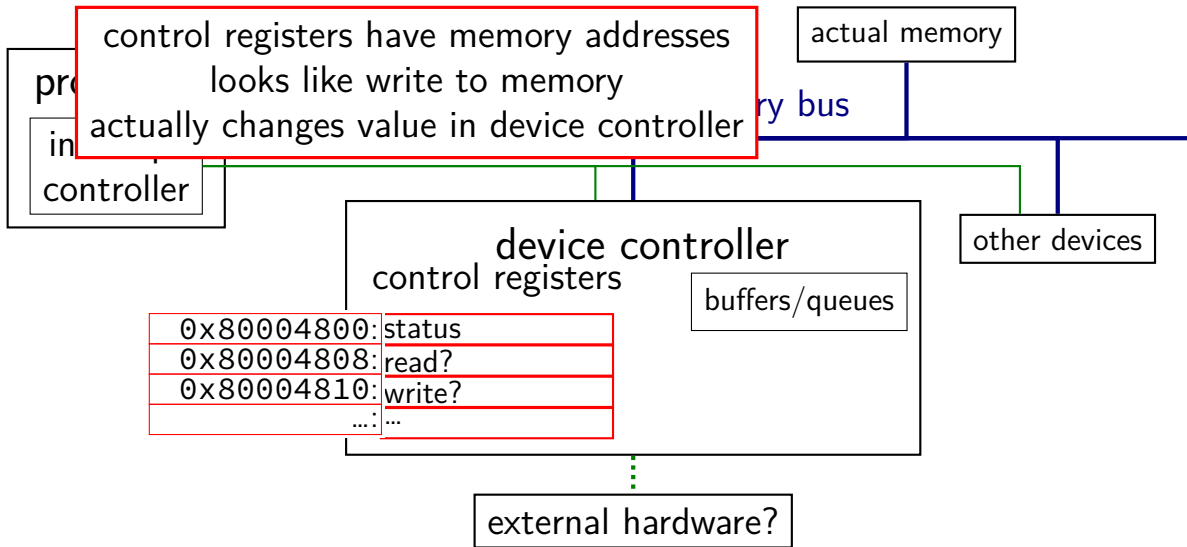 control registers have memory addresses
looks like write to memory
actually changes value in device controller
actual memory
bus
controller
other devices
device controller
control registers
buffers/queues
0x80004800: status
0x80004808: read?
0x80004810: write?
…: …
external hardware?